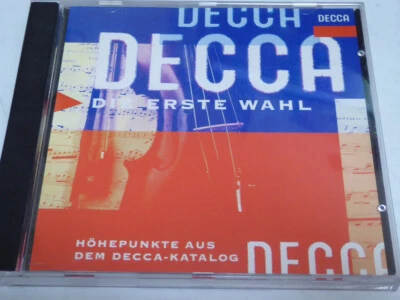 DECCA
DECCA
DECCA
DIE ERSTE WAHL
HÖHEPUNKTE AUS
DEM DECCA-KATALOG
DECCA